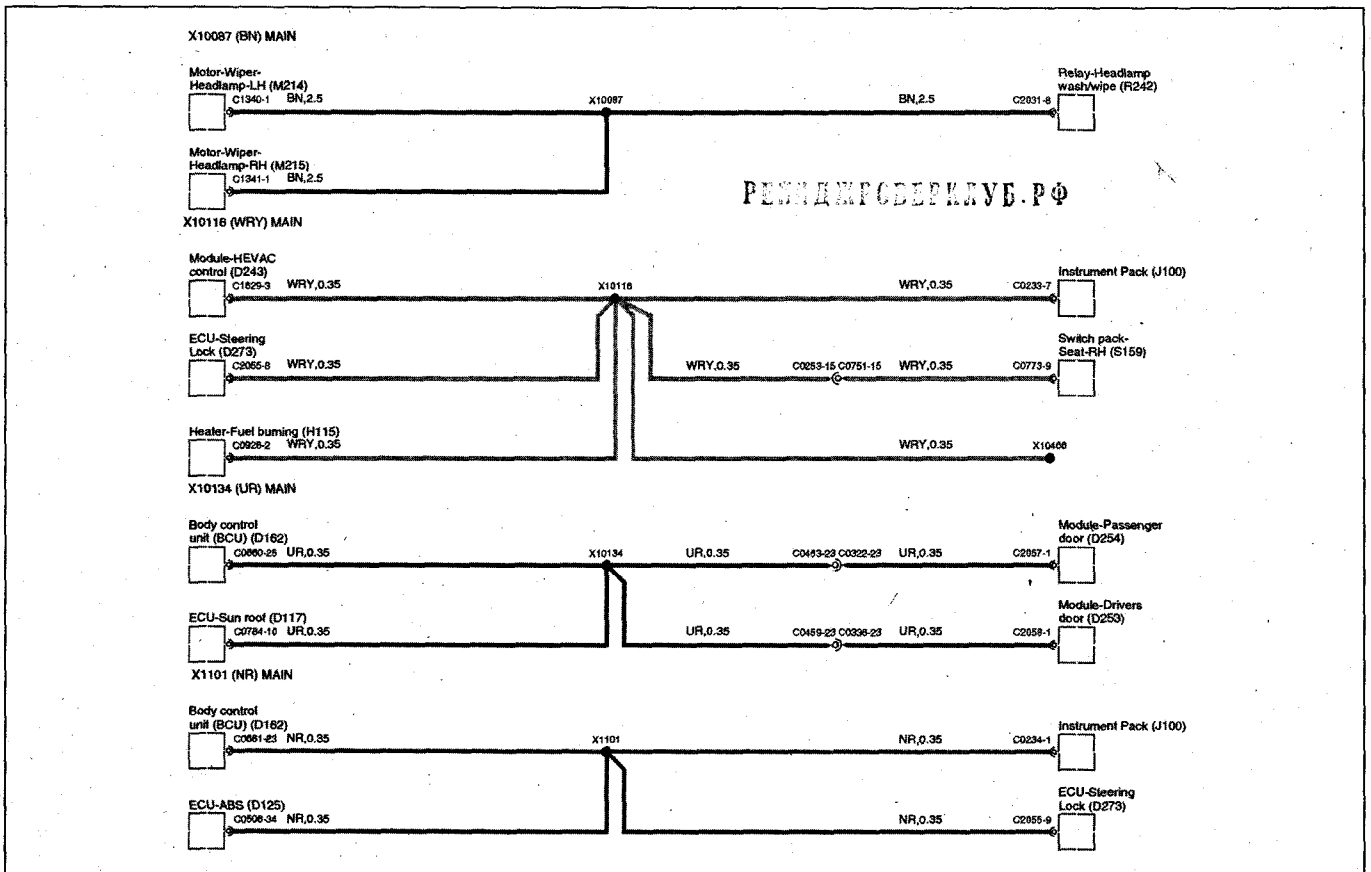 X10087 (BN) MAIN
Motor-Wiper-
Headlamp-LH (M214)
C1340-1 BN,2.5
X10087
BN,2.5 C2031-8
Relay-Headlamp
wash/wipe (R242)
Motor-Wiper-
Headlamp-RH (M215)
C1341-1 BN,2.5
РЕЙНДЖРОВЕРКЛУБ.РФ
X10116 (WRY) MAIN
Module-HEVAC
control (D243)
C1629-3 WRY,0.35
X10116
WRY,0.35 C0233-7
Instrument Pack (J100)
ECU-Steering
Lock (D273)
C2055-8 WRY,0.35
WRY,0.35 C0253-15 C0751-15 WRY,0.35 C0773-9
Switch pack-
Seat-RH (S159)
Heater-Fuel burning (H115)
C0926-2 WRY,0.35
WRY,0.35 X10466
X10134 (UR) MAIN
Body control
unit (BCU) (D162)
C0660-25 UR,0.35
X10134
UR,0.35 C0463-23 C0322-23 UR,0.35 C2057-1
Module-Passenger
door (D254)
ECU-Sun roof (D117)
C0784-10 UR,0.35
UR,0.35 C0459-23 C0336-23 UR,0.35 C2058-1
Module-Drivers
door (D253)
X1101 (NR) MAIN
Body control
unit (BCU) (D162)
C0661-23 NR,0.35
X1101
NR,0.35 C0234-1
Instrument Pack (J100)
ECU-ABS (D125)
C0506-34 NR,0.35
NR,0.35 C2055-9
ECU-Steering
Lock (D273)